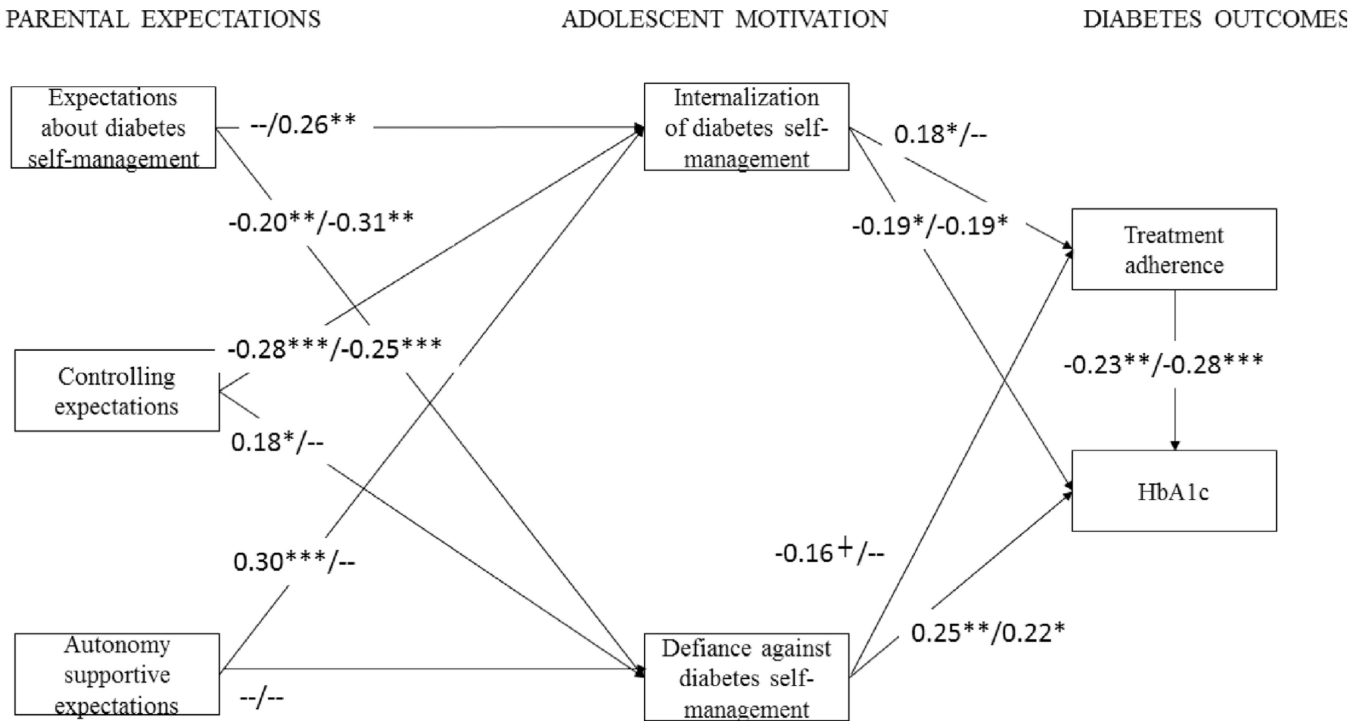 PARENTAL EXPECTATIONS
ADOLESCENT MOTIVATION
DIABETES OUTCOMES
Expectations
about diabetes
self-management
--/0.26**
Internalization
of diabetes self-
management
0.18*/--
-0.20**/-0.31**
-0.19*/-0.19*
Treatment
adherence
Controlling
expectations
-0.28***/-0.25***
-0.23**/-0.28***
0.18*/--
HbA1c
0.30***/--
-0.16┼/--
Autonomy
supportive
expectations
--/--
Defiance against
diabetes self-
management
0.25**/0.22*